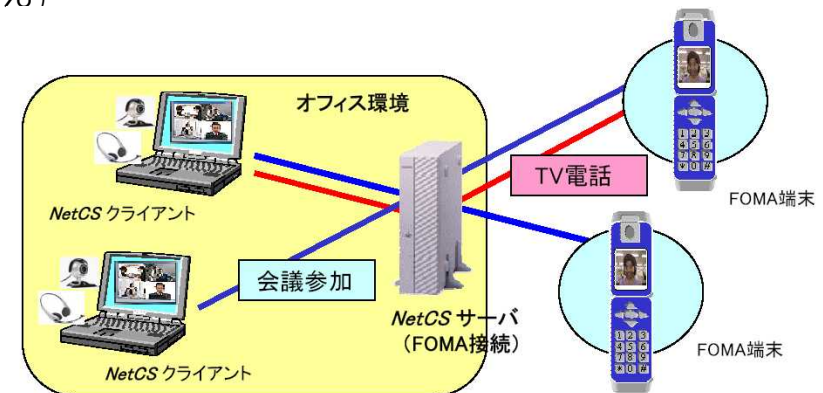 オフィス環境
TV電話
FOMA端末
NetCS クライアント
会議参加
NetCS サーバ
（FOMA接続）
FOMA端末
NetCS クライアント